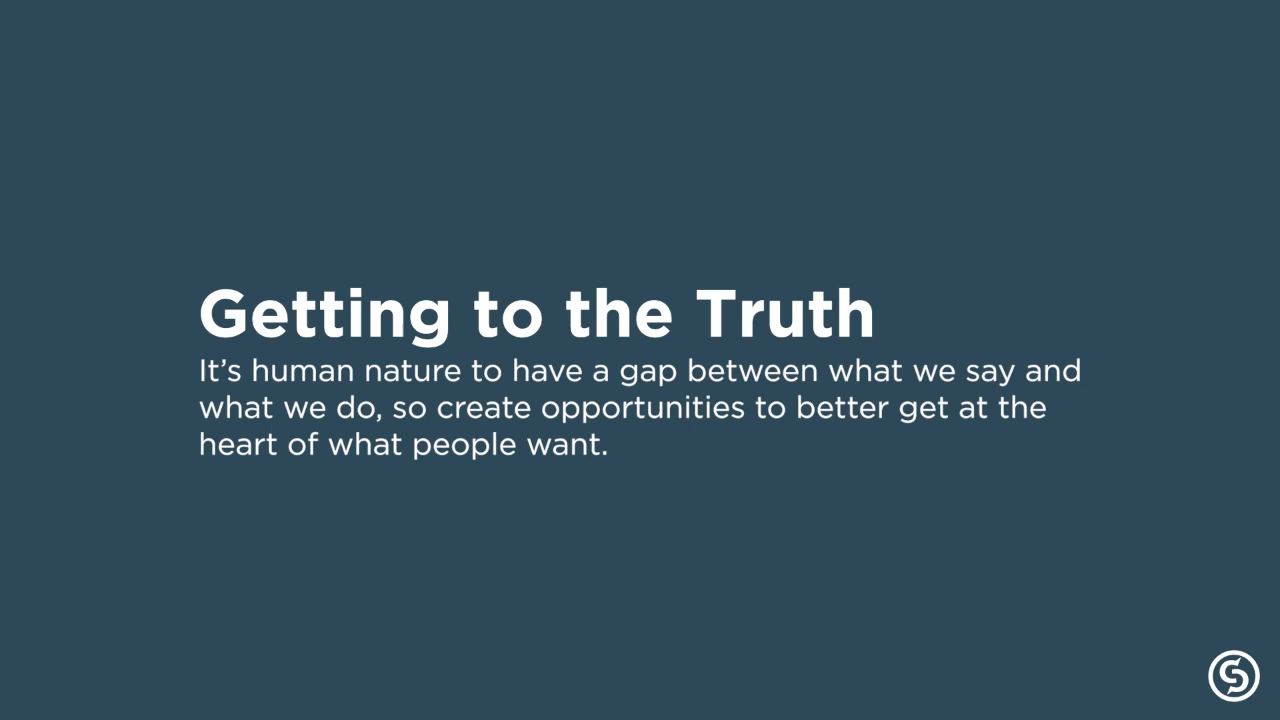 Getting to the Truth
It’s human nature to have a gap between what we say and
what we do, so create opportunities to better get at the
heart of what people want.